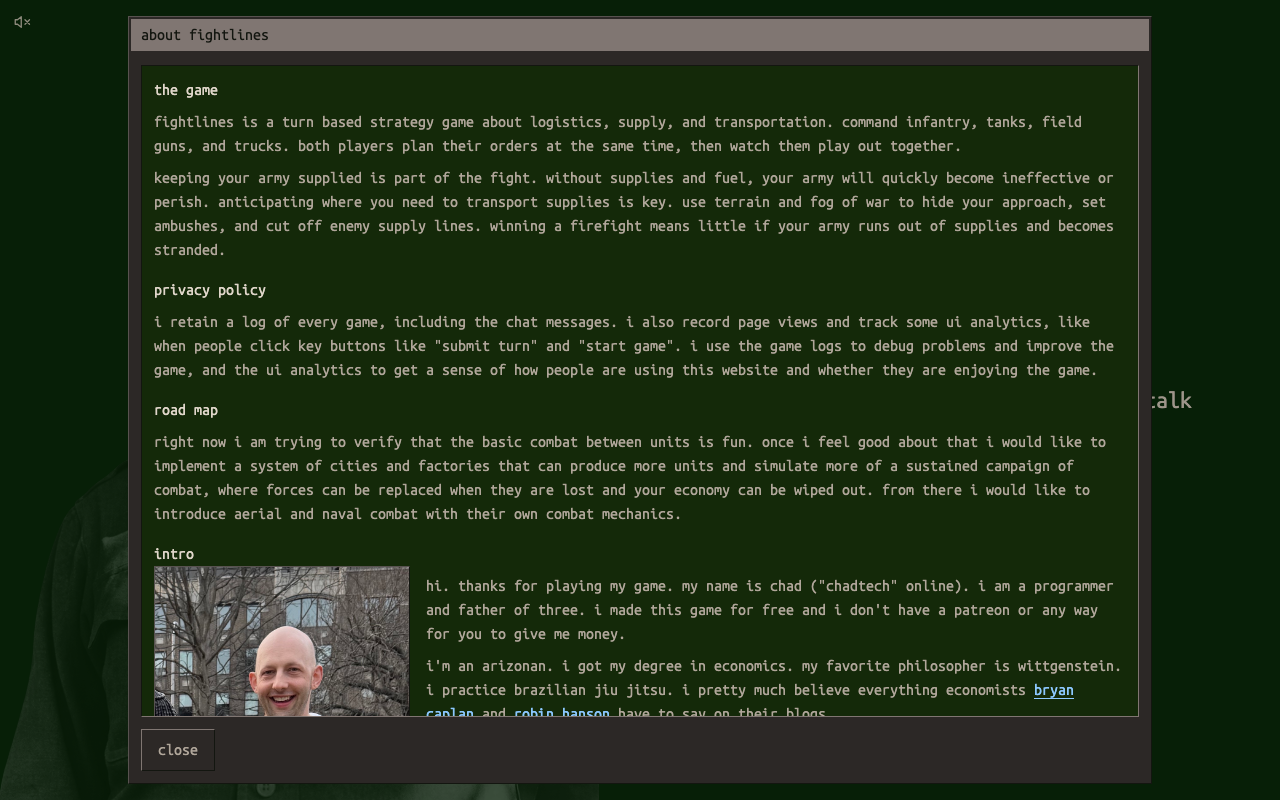 about fightlines
the game
fightlines is a turn based strategy game about logistics, supply, and transportation. command infantry, tanks, field
guns, and trucks. both players plan their orders at the same time, then watch them play out together.
keeping your army supplied is part of the fight. without supplies and fuel, your army will quickly become ineffective or
perish. anticipating where you need to transport supplies is key. use terrain and fog of war to hide your approach, set
ambushes, and cut off enemy supply lines. winning a firefight means little if your army runs out of supplies and becomes
stranded.
privacy policy
i retain a log of every game, including the chat messages. i also record page views and track some ui analytics, like
when people click key buttons like "submit turn" and "start game". i use the game logs to debug problems and improve the
game, and the ui analytics to get a sense of how people are using this website and whether they are enjoying the game.
road map
right now i am trying to verify that the basic combat between units is fun. once i feel good about that i would like to
implement a system of cities and factories that can produce more units and simulate more of a sustained campaign of
combat, where forces can be replaced when they are lost and your economy can be wiped out. from there i would like to
introduce aerial and naval combat with their own combat mechanics.
intro
hi. thanks for playing my game. my name is chad ("chadtech" online). i am a programmer
and father of three. i made this game for free and i don't have a patreon or any way
for you to give me money.
i'm an arizonan. i got my degree in economics. my favorite philosopher is wittgenstein.
i practice brazilian jiu jitsu. i pretty much believe everything economists bryan
caplan and robin hanson have to say on their blogs
talk
close